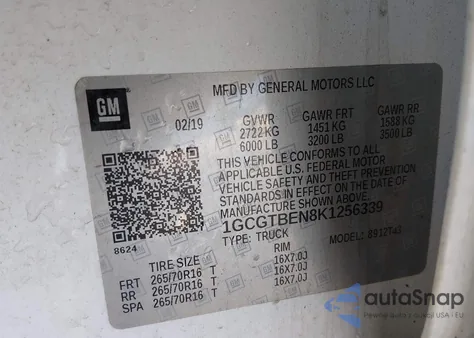 MFD BY GENERAL MOTORS LLC
GM
02/19
GVWR GAWR FRT GAWR RR
2722 KG 1451 KG 1588 KG
6000 LB 3200 LB 3500 LB
THIS VEHICLE CONFORMS TO ALL
APPLICABLE U.S. FEDERAL MOTOR
VEHICLE SAFETY AND THEFT PREVENTION
STANDARDS IN EFFECT ON THE DATE OF
MANUFACTURE SHOWN ABOVE.
1GCGTBEN8K1256339
TYPE: TRUCK MODEL:
8624
TIRE SIZE RIM
FRT 265/70R16 T 16X7.0J
RR 265/70R16 T 16X7.0J
SPA 265/70R16 T 16X7.0J
autoSnap